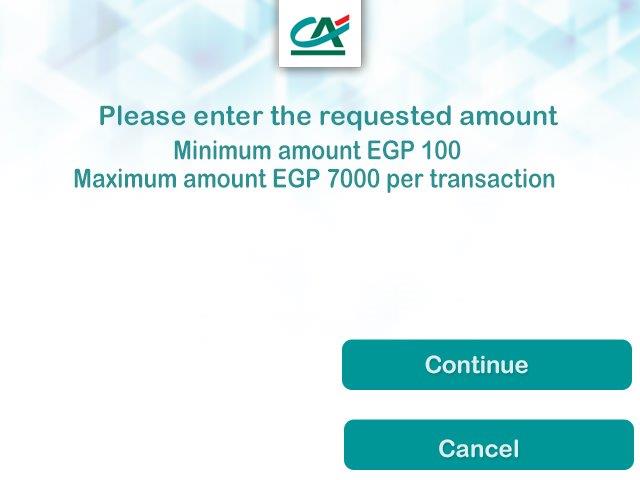 CA
Please enter the requested amount
Minimum amount EGP 100
Maximum amount EGP 7000 per transaction
Continue
Cancel